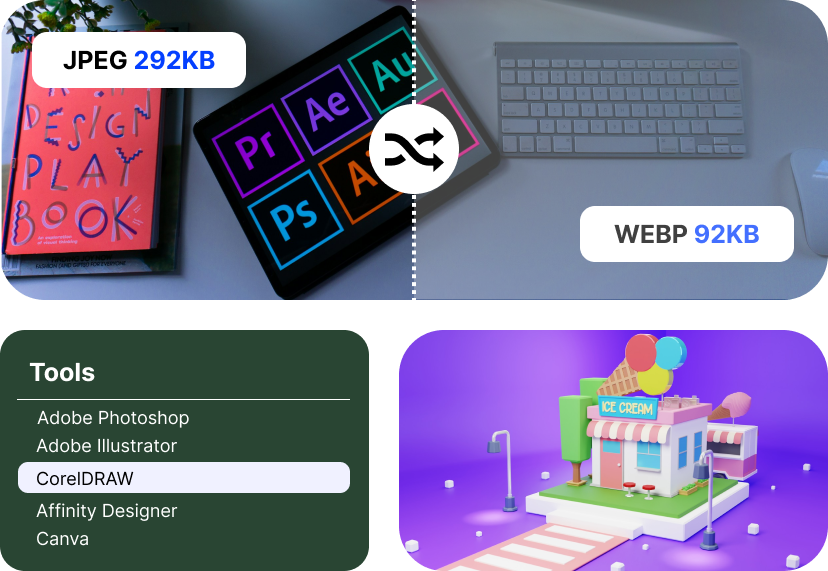 JPEG 292KB
DESIGN
PLAY
BOOK
Pr
Ae
Au
Ps
WEBP 92KB
Tools
Adobe Photoshop
Adobe Illustrator
CorelDRAW
Affinity Designer
Canva
ICE CREAM